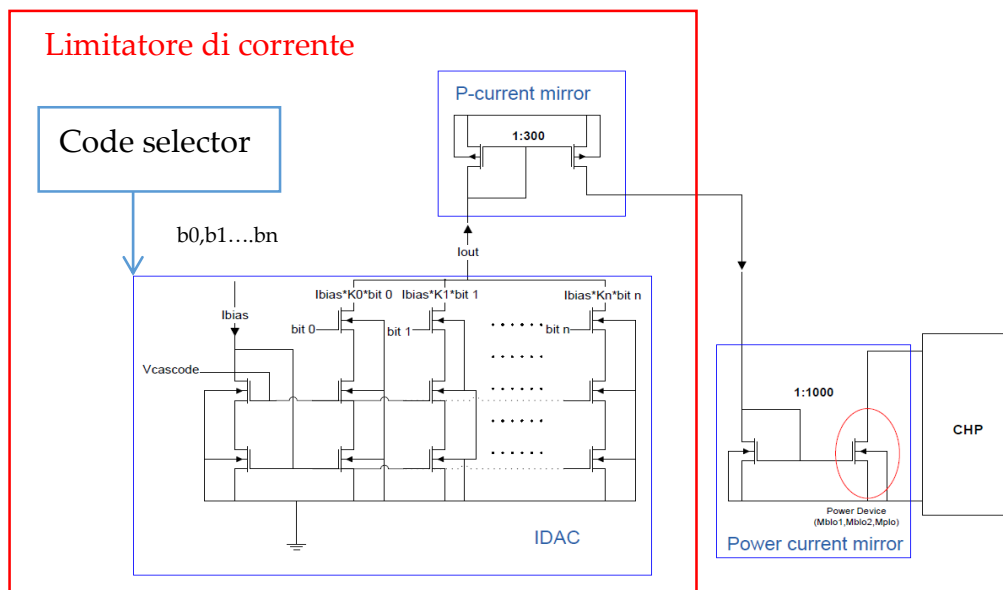 Limitatore di corrente
P-current mirror
1:300
Code selector
b0,b1….bn
Iout
Ibias*K0*bit 0
Ibias*K1*bit 1
Ibias*Kn*bit n
Ibias
bit 0
bit 1
bit n
Vcascode
IDAC
1:1000
CHP
Power Device
(Mblo1,Mblo2,Mplo)
Power current mirror